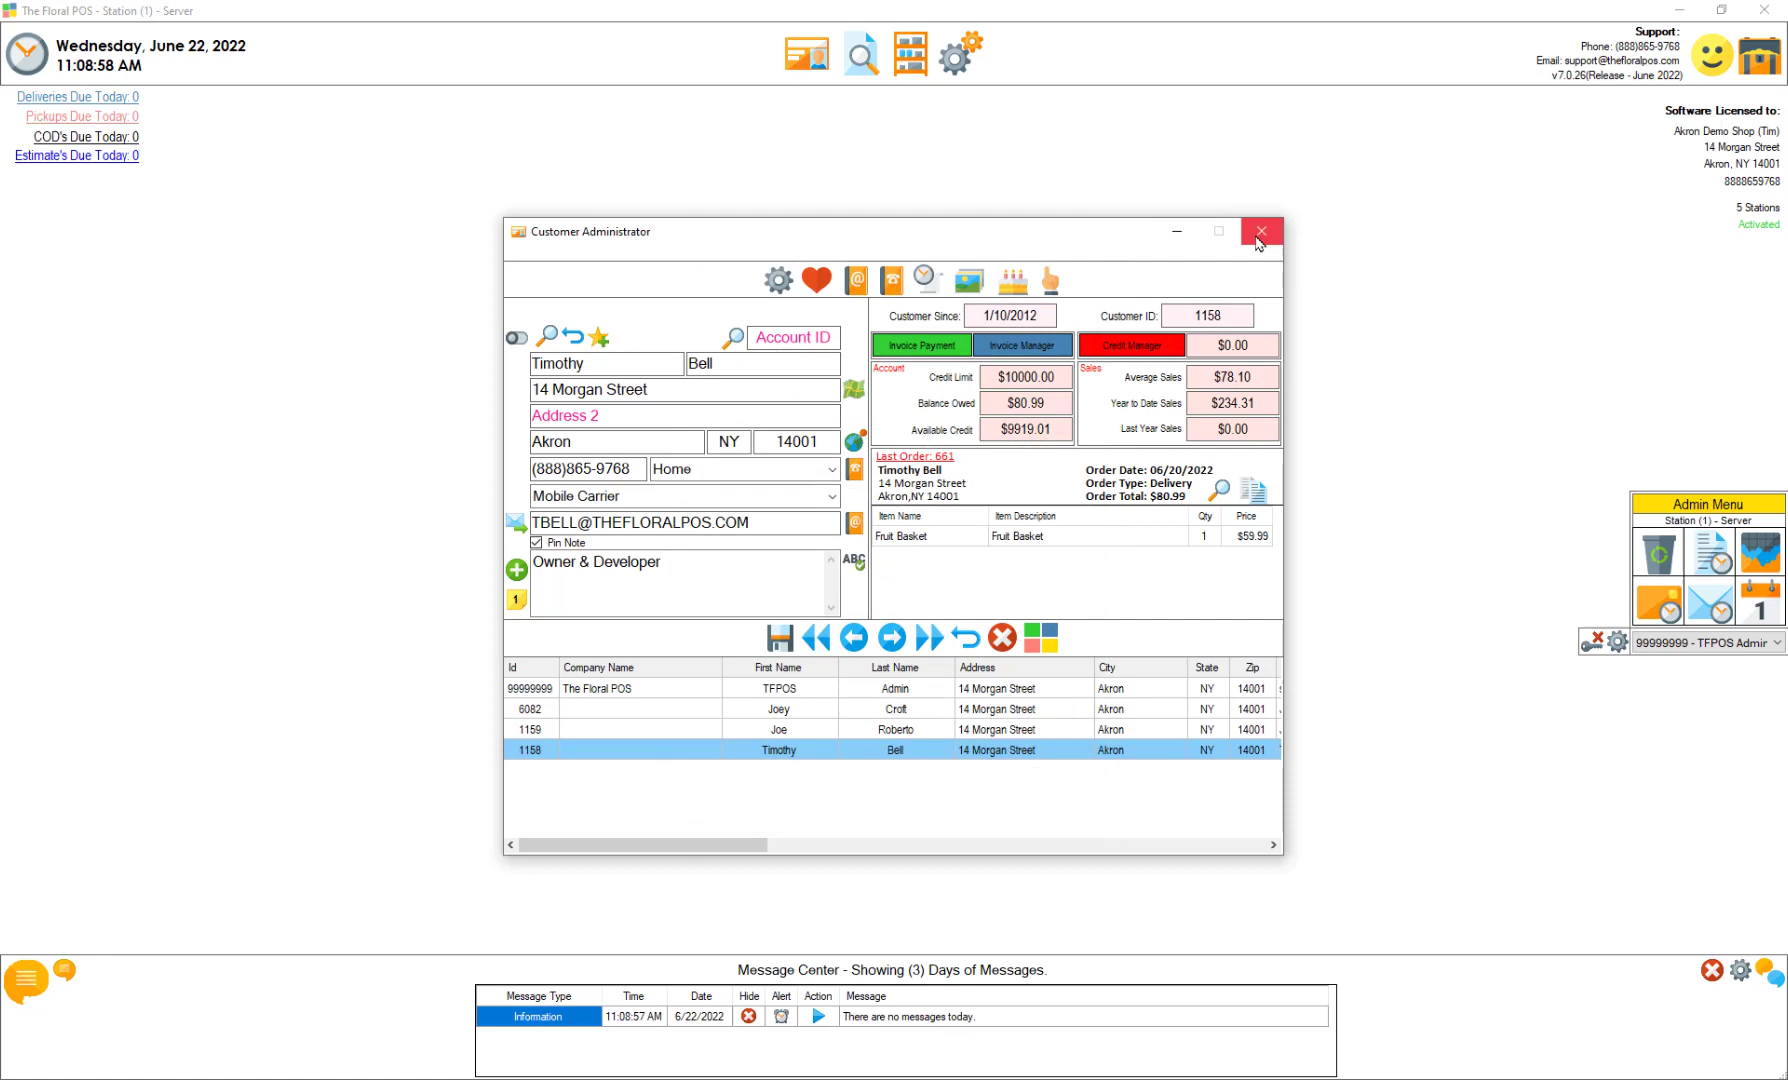 The Floral POS - Station (1) - Server
Wednesday, June 22, 2022
11:08:58 AM
Support:
Phone: (888)865-9768
Email: support@thefloralpos.com
v7.0.26(Release - June 2022)
Deliveries Due Today: 0
Pickups Due Today: 0
COD's Due Today: 0
Estimate's Due Today: 0
Software Licensed to:
Akron Demo Shop (Tim)
14 Morgan Street
Akron, NY 14001
8888659768
5 Stations
Activated
Customer Administrator
Customer Since: 1/10/2012 Customer ID: 1158
Account ID
Invoice Payment Invoice Manager Credit Manager $0.00
Timothy Bell
14 Morgan Street
Address 2
Akron NY 14001
(888)865-9768 Home
Mobile Carrier
TBELL@THEFLORALPOS.COM
Pin Note
Owner & Developer
ABC
1
Account
Credit Limit $10000.00
Balance Owed $80.99
Available Credit $9919.01
Sales
Average Sales $78.10
Year to Date Sales $234.31
Last Year Sales $0.00
Last Order: 661
Timothy Bell
14 Morgan Street
Akron,NY 14001
Order Date: 06/20/2022
Order Type: Delivery
Order Total: $80.99
Item Name Item Description Qty Price
Fruit Basket Fruit Basket 1 $59.99
Id Company Name First Name Last Name Address City State Zip
99999999 The Floral POS TFPOS Admin 14 Morgan Street Akron NY 14001
6082 Joey Croft 14 Morgan Street Akron NY 14001
1159 Joe Roberto 14 Morgan Street Akron NY 14001
1158 Timothy Bell 14 Morgan Street Akron NY 14001
Admin Menu
Station (1) - Server
1
99999999 - TFPOS Admin
Message Center - Showing (3) Days of Messages.
Message Type Time Date Hide Alert Action Message
Information 11:08:57 AM 6/22/2022 There are no messages today.